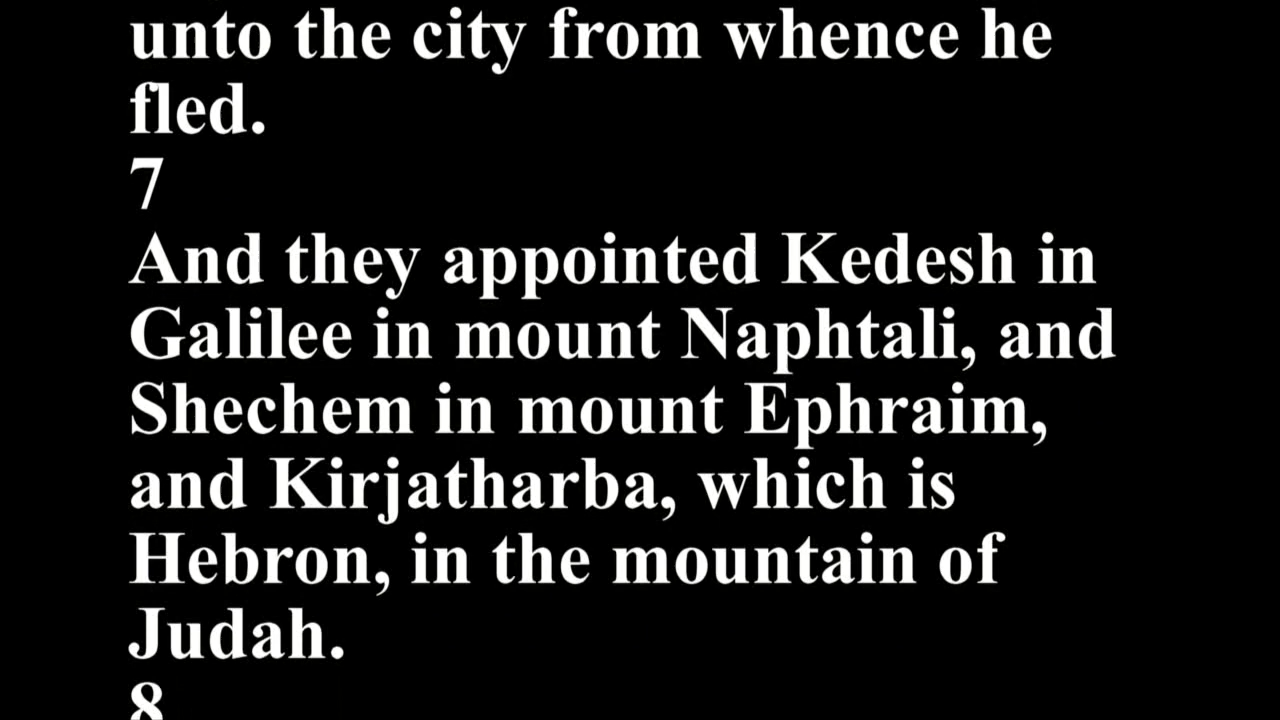 unto the city from whence he
fled.
7
And they appointed Kedesh in
Galilee in mount Naphtali, and
Shechem in mount Ephraim,
and Kirjatharba, which is
Hebron, in the mountain of
Judah.
8